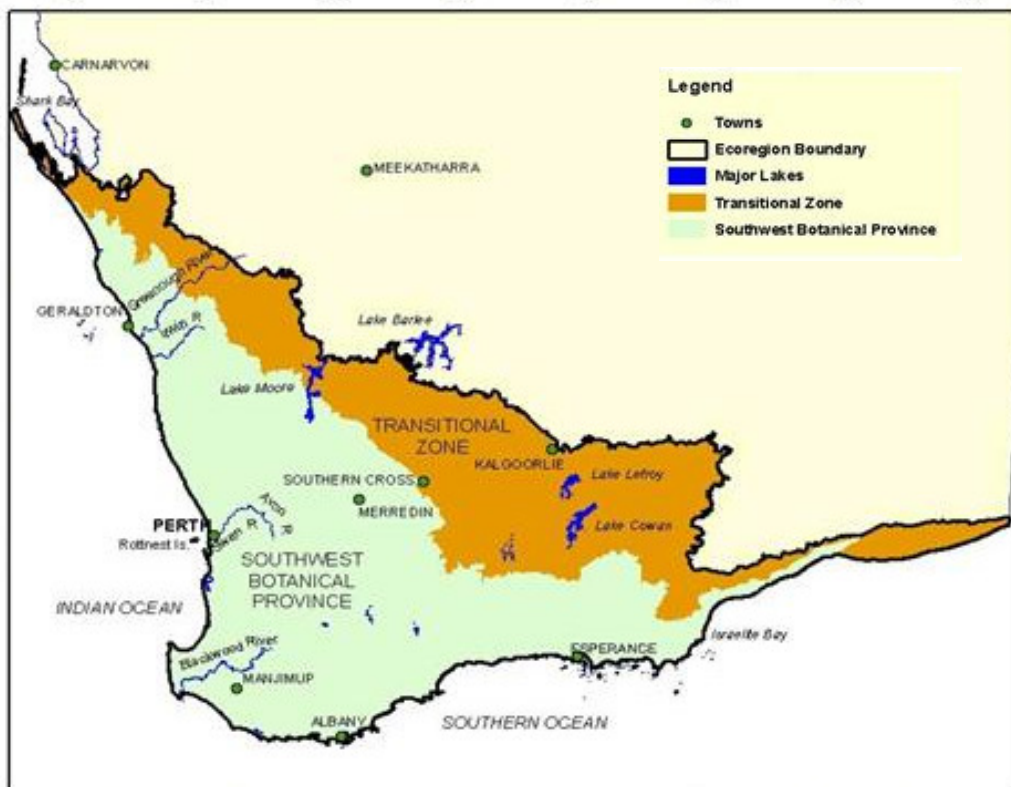 CARNARVON
Shark Bay
MEEKATHARRA
Legend
Towns
Ecoregion Boundary
Major Lakes
Transitional Zone
Southwest Botanical Province
Greenough River
GERALDTON
Irwin R
Lake Barlee
Lake Moore
TRANSITIONAL
ZONE
KALGOORLIE
SOUTHERN CROSS
Lake Lefroy
MERREDIN
Avon R
Lake Cowan
PERTH
Swan R
Rottnest Is.
SOUTHWEST
BOTANICAL
PROVINCE
INDIAN OCEAN
Israelite Bay
Blackwood River
ESPERANCE
MANJIMUP
ALBANY
SOUTHERN OCEAN